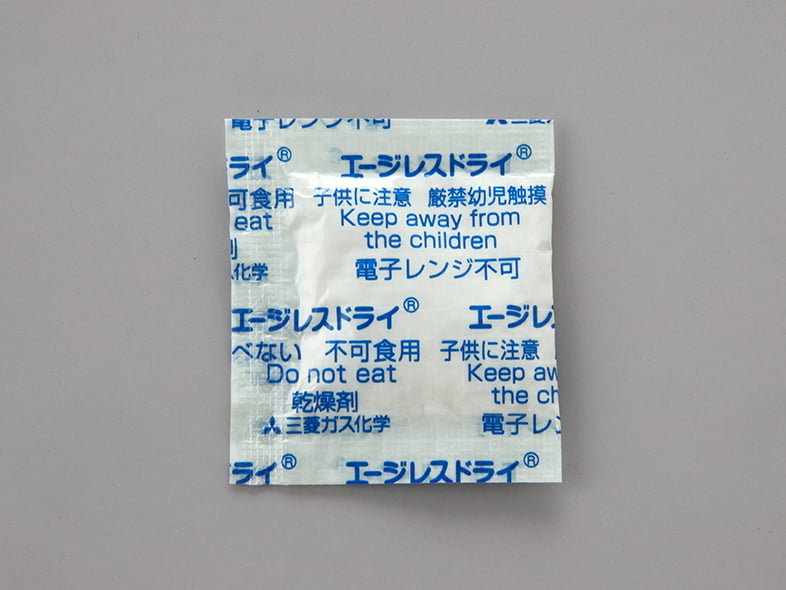 電子レンジ不可 三菱ガ
ライ® エージレスドライ®
可食用 子供に注意 厳禁幼児触摸
eat Keep away from
剤 the children
化学 電子レンジ不可
エージレスドライ® エージレ
べない 不可食用 子供に注意
Do not eat Keep aw
乾燥剤 the ch
三菱ガス化学 電子レン
ライ® エージレスドライ®